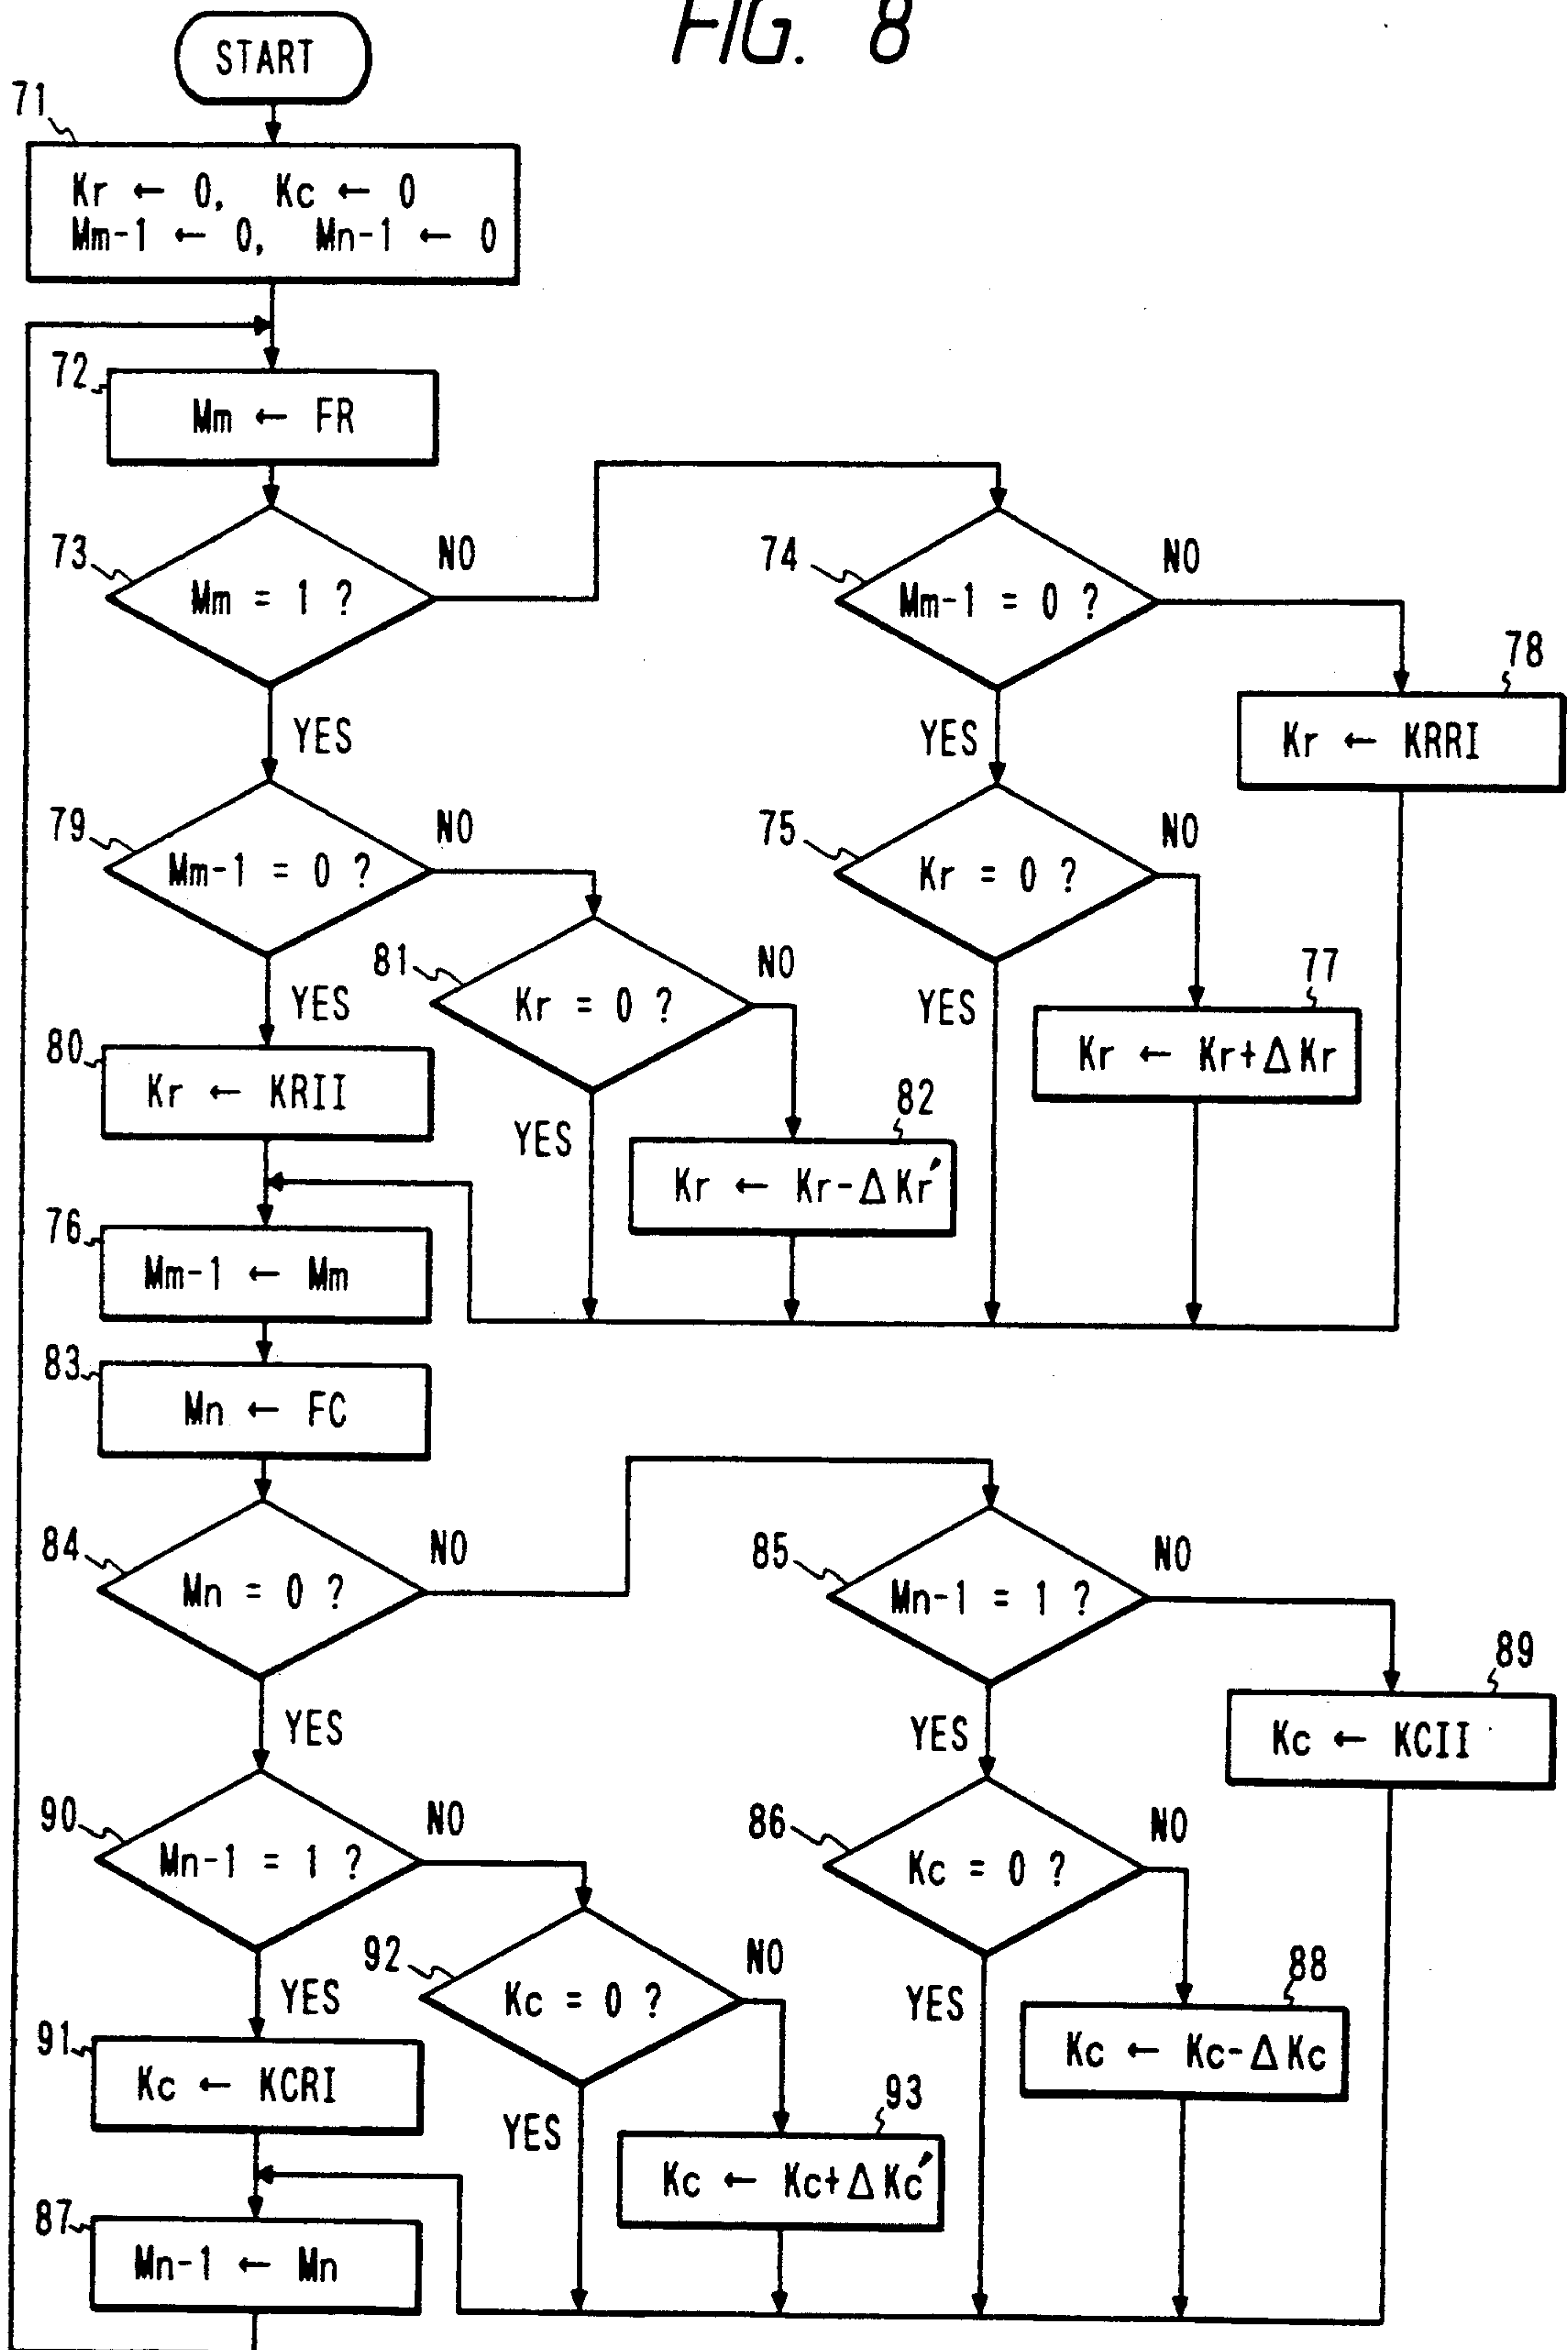 FIG. 8
START
71
Kr ← 0, Kc ← 0
Mm-1 ← 0, Mn-1 ← 0
72
Mm ← FR
73
Mm = 1 ?
NO
YES
74
Mm-1 = 0 ?
NO
YES
78
Kr ← KRRI
79
Mm-1 = 0 ?
NO
YES
75
Kr = 0 ?
NO
YES
81
Kr = 0 ?
NO
YES
77
Kr ← Kr+ΔKr
80
Kr ← KRII
82
Kr ← Kr-ΔKr′
76
Mm-1 ← Mm
83
Mn ← FC
84
Mn = 0 ?
NO
YES
85
Mn-1 = 1 ?
NO
YES
89
Kc ← KCII
90
Mn-1 = 1 ?
NO
YES
86
Kc = 0 ?
NO
YES
92
Kc = 0 ?
NO
YES
88
Kc ← Kc-ΔKc
91
Kc ← KCRI
93
Kc ← Kc+ΔKc′
87
Mn-1 ← Mn